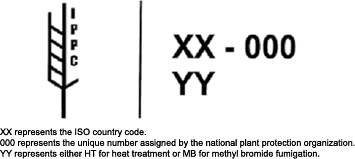 IPPC
XX - 000
YY
XX represents the ISO country code.
000 represents the unique number assigned by the national plant protection organization.
YY represents either HT for heat treatment or MB for methyl bromide fumigation.